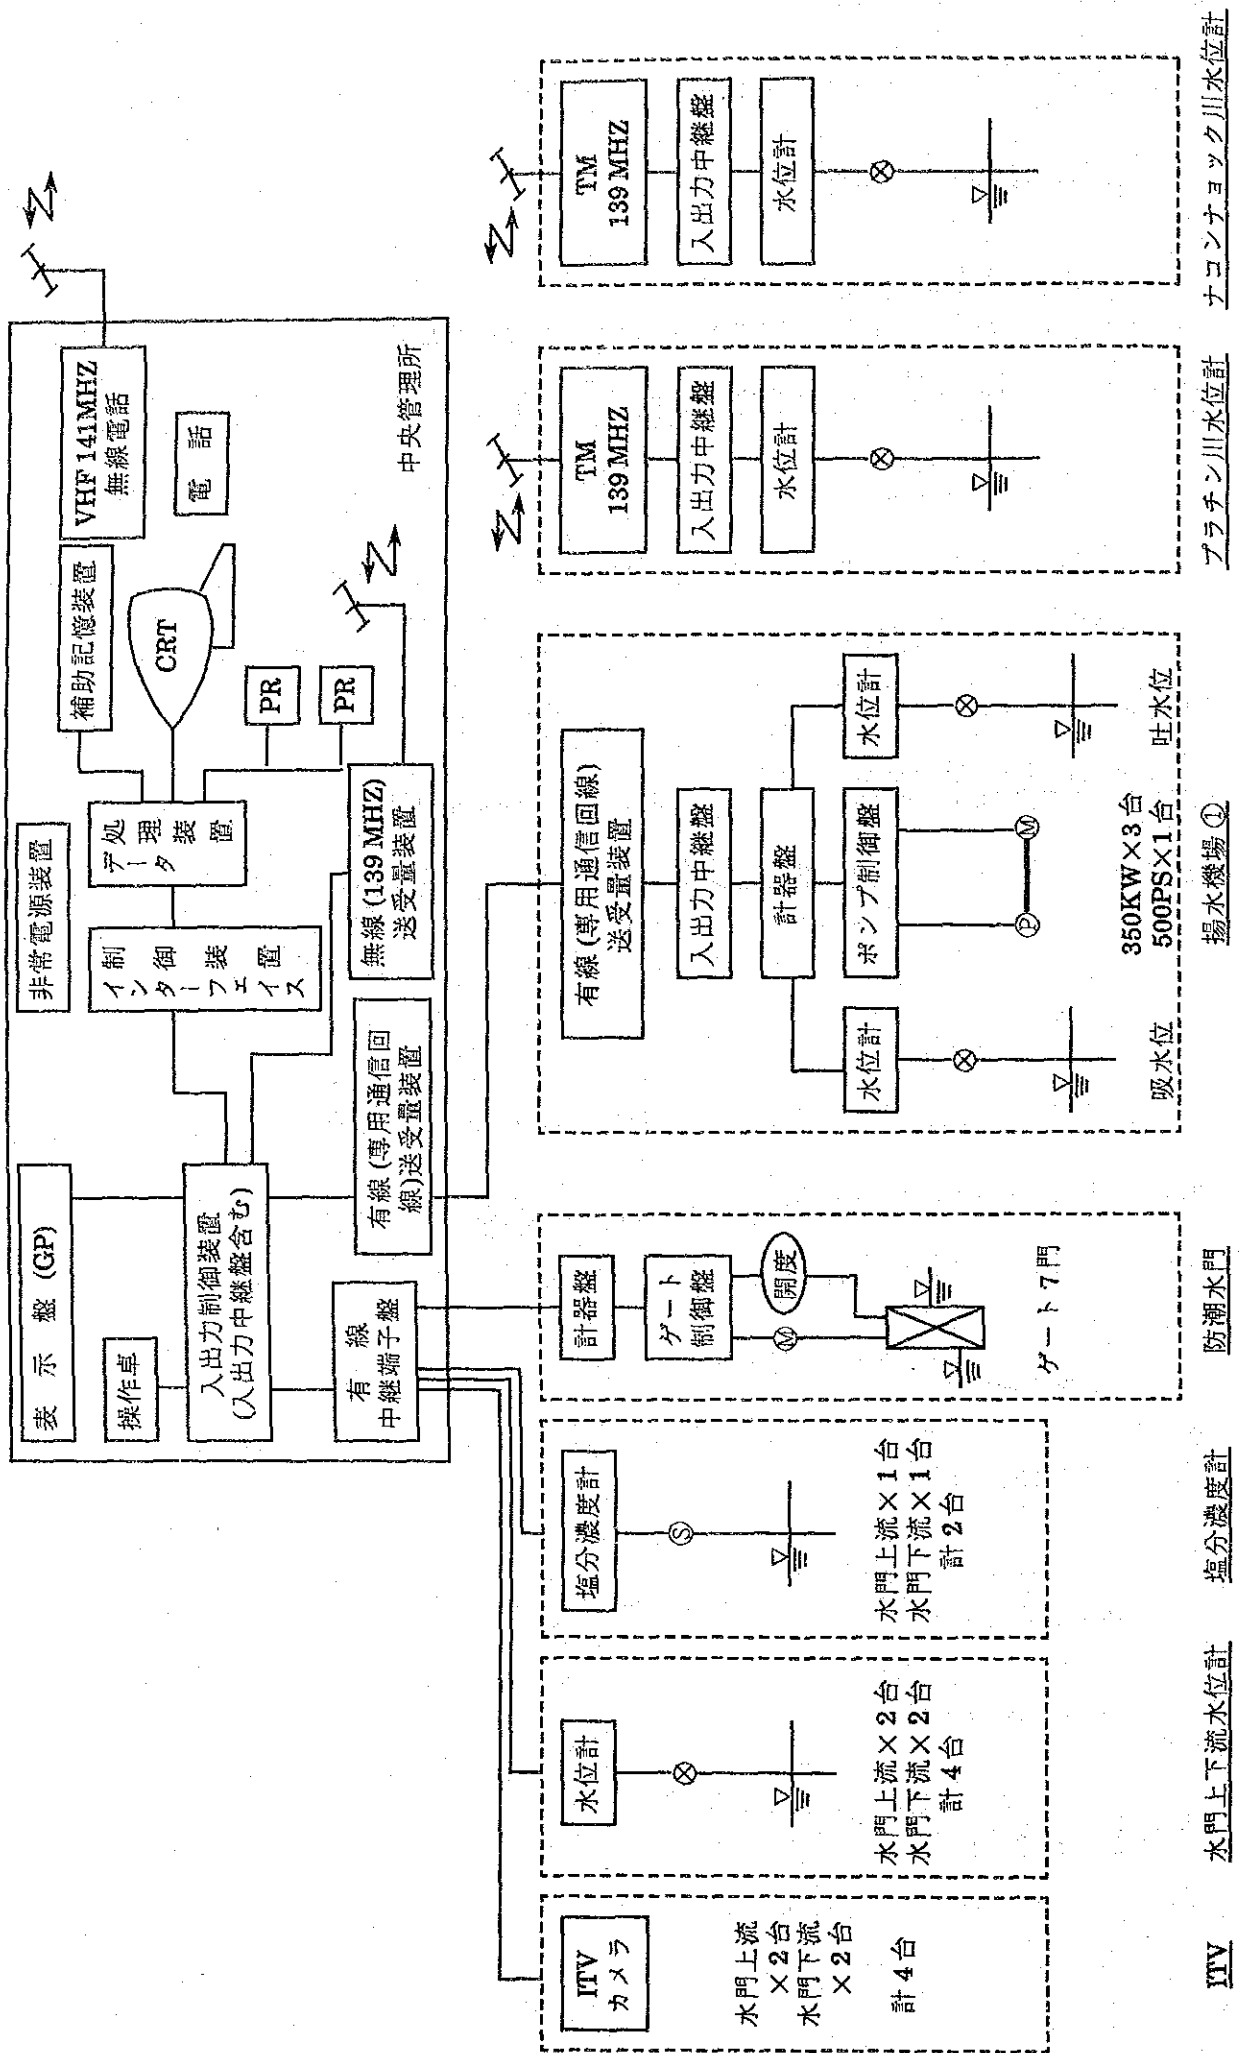 表示盤 (GP)
操作卓
入出力制御装置
(入出力中継盤含む)
有線
中継端子盤
有線(専用通信回
線)送受量装置
非常電源装置
制御装置
インターフェイス
データ
処理装置
補助記憶装置
CRT
PR
PR
無線(139MHZ)
送受量装置
VHF 141MHZ
無線電話
電話
中央管理所
ITV
カメラ
水門上流
×2台
水門下流
×2台
計4台
ITV
水位計
水門上流×2台
水門下流×2台
計4台
水門上下流水位計
塩分濃度計
S
水門上流×1台
水門下流×1台
計2台
塩分濃度計
計器盤
ゲート
制御盤
開度
M
ゲート7門
防潮水門
有線(専用通信回線)
送受量装置
入出力中継盤
計器盤
水位計
ポンプ制御盤
水位計
P
M
吸水位
350KW×3台
500PS×1台
吐水位
揚水機場①
TM
139MHZ
入出力中継盤
水位計
プラチン川水位計
TM
139MHZ
入出力中継盤
水位計
ナコンナョック川水位計